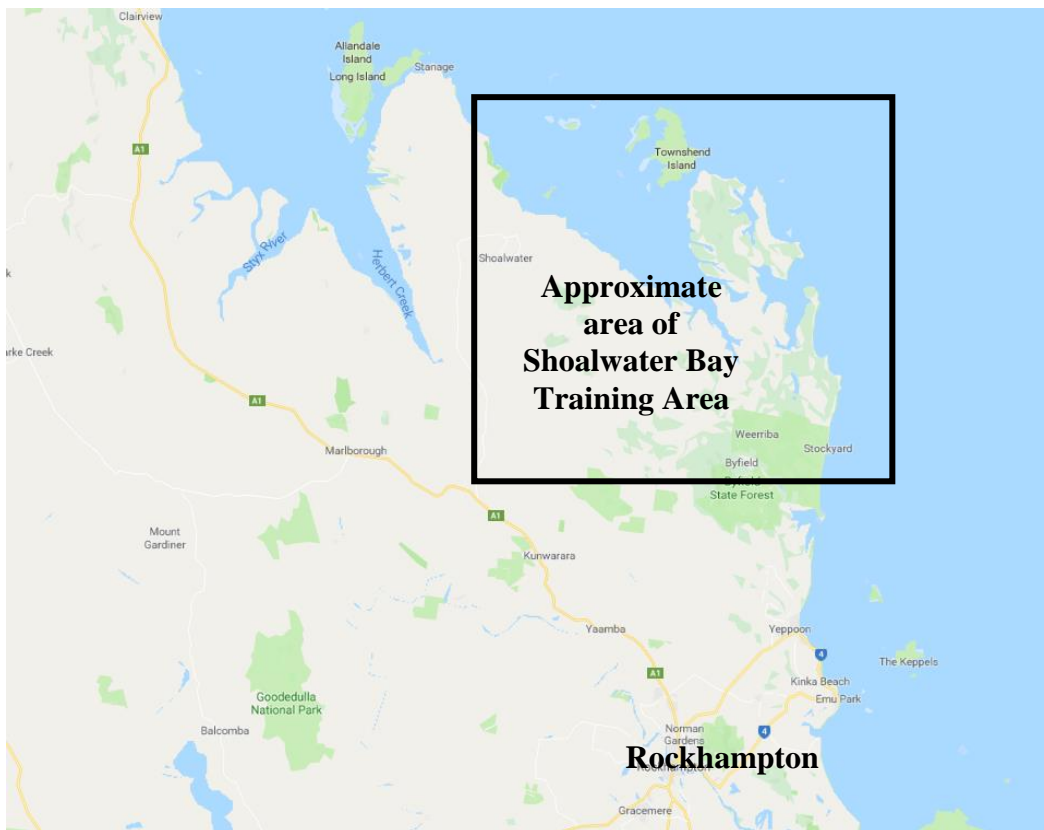 Clairview
Allandale
Island
Long Island
Stanage
A1
Townshend
Island
Styx River
Herbert Creek
Shoalwater
k
Approximate
area of
Shoalwater Bay
Training Area
arke Creek
A1
Marlborough
Weerriba
Stockyard
Byfield
Byfield
State Forest
A1
Mount
Gardiner
Kunwarara
Yaamba
Yeppoon
4
The Keppels
A1
Kinka Beach
Emu Park
Goodedulla
National Park
Balcomba
Norman
Gardens
4
Rockhampton
Rockhampton
Gracemere